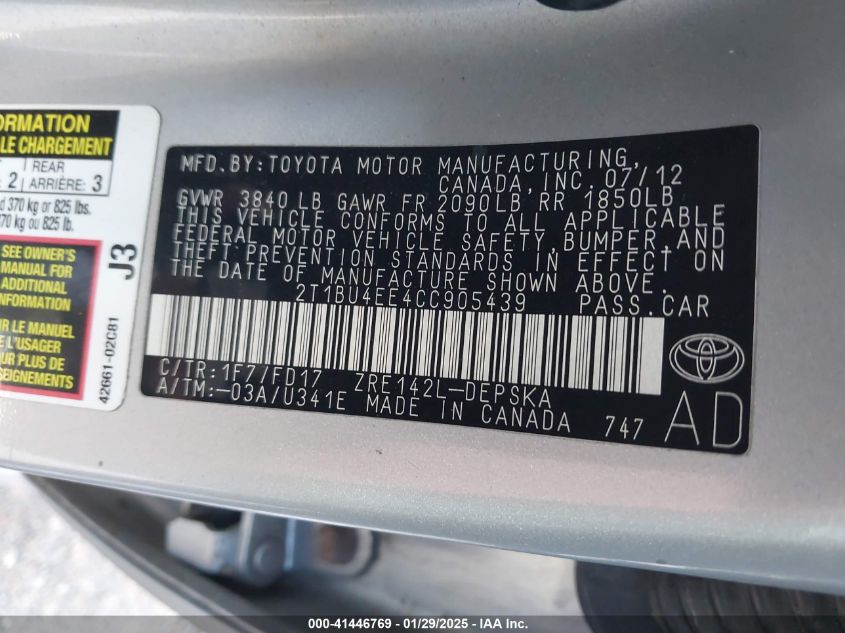 ORMATION
LE CHARGEMENT
2 | REAR
ARRIÈRE: 3
d 370 kg or 825 lbs.
70 kg ou 825 lb.
SEE OWNER'S
MANUAL FOR
ADDITIONAL
INFORMATION
IR LE MANUEL
E L'USAGER
UR PLUS DE
SEIGNEMENTS
J3
42661-02C81
MFD.BY:TOYOTA MOTOR MANUFACTURING,
CANADA,INC. 07/12
GVWR 3840 LB GAWR FR 2090LB RR 1850LB
THIS VEHICLE CONFORMS TO ALL APPLICABLE
FEDERAL MOTOR VEHICLE SAFETY,BUMPER,AND
THEFT PREVENTION STANDARDS IN EFFECT ON
THE DATE OF MANUFACTURE SHOWN ABOVE.
2T1BU4EE4CC905439 PASS.CAR
C/TR:1F7/FD17 ZRE142L-DEPSKA
A/TM:-03A/U341E MADE IN CANADA 747
AD
000-41446769 - 01/29/2025 - IAA Inc.